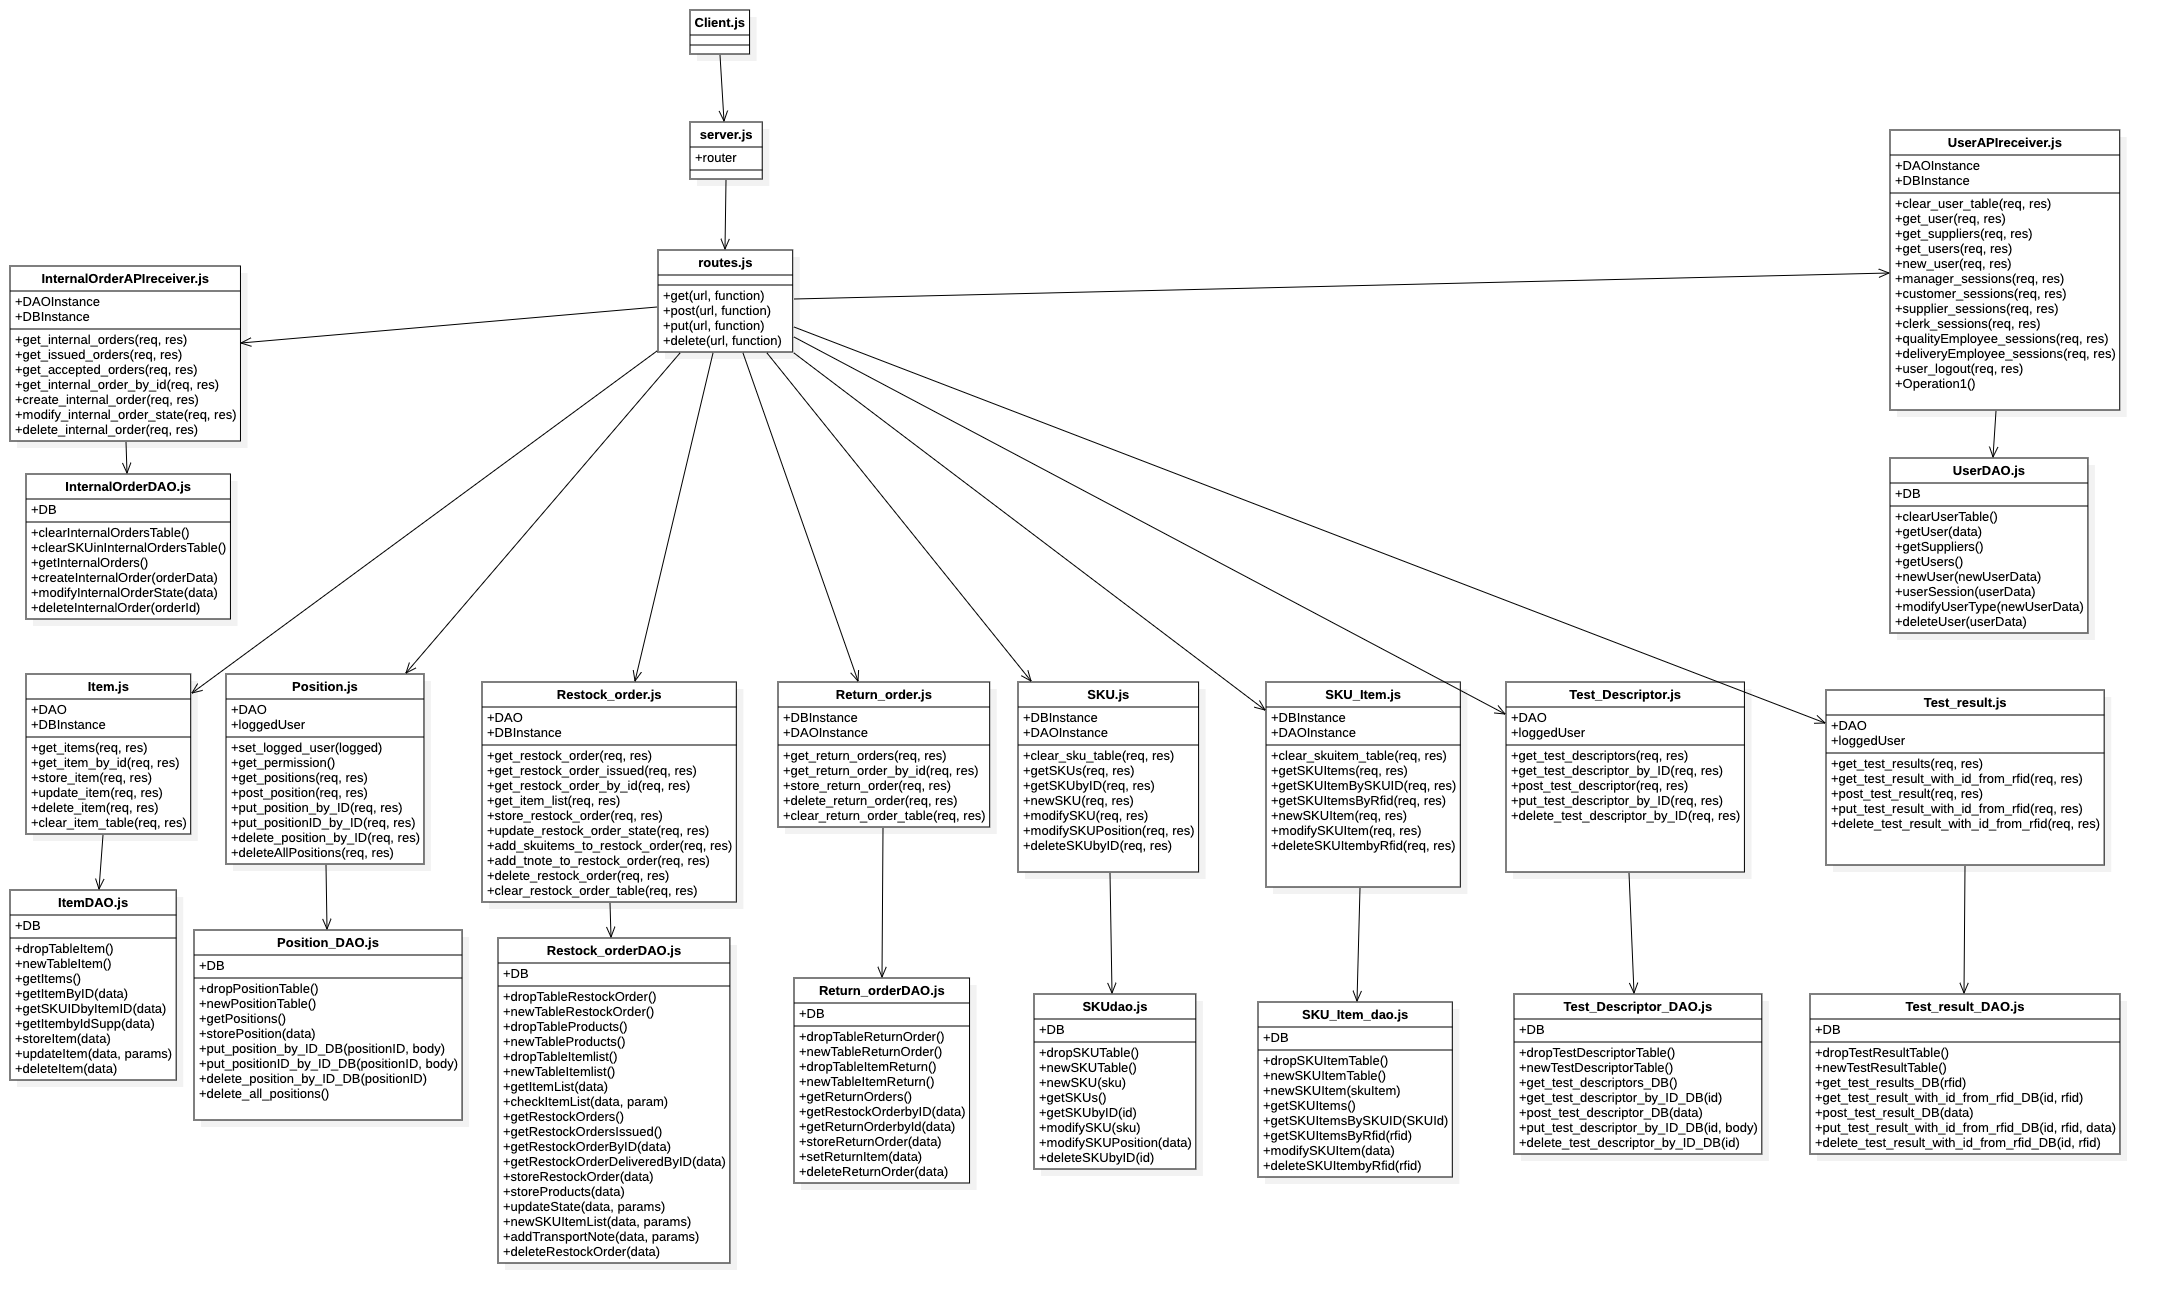 Client.js
server.js
+router
routes.js
+get(url, function)
+post(url, function)
+put(url, function)
+delete(url, function)
UserAPIreceiver.js
+DAOInstance
+DBInstance
+clear_user_table(req, res)
+get_user(req, res)
+get_suppliers(req, res)
+get_users(req, res)
+new_user(req, res)
+manager_sessions(req, res)
+customer_sessions(req, res)
+supplier_sessions(req, res)
+clerk_sessions(req, res)
+qualityEmployee_sessions(req, res)
+deliveryEmployee_sessions(req, res)
+user_logout(req, res)
+Operation1()
InternalOrderAPIreceiver.js
+DAOInstance
+DBInstance
+get_internal_orders(req, res)
+get_issued_orders(req, res)
+get_accepted_orders(req, res)
+get_internal_order_by_id(req, res)
+create_internal_order(req, res)
+modify_internal_order_state(req, res)
+delete_internal_order(req, res)
InternalOrderDAO.js
+DB
+clearInternalOrdersTable()
+clearSKUinInternalOrdersTable()
+getInternalOrders()
+createInternalOrder(orderData)
+modifyInternalOrderState(data)
+deleteInternalOrder(orderId)
UserDAO.js
+DB
+clearUserTable()
+getUser(data)
+getSuppliers()
+getUsers()
+newUser(newUserData)
+userSession(userData)
+modifyUserType(newUserData)
+deleteUser(userData)
Item.js
+DAO
+DBInstance
+get_items(req, res)
+get_item_by_id(req, res)
+store_item(req, res)
+update_item(req, res)
+delete_item(req, res)
+clear_item_table(req, res)
Position.js
+DAO
+loggedUser
+set_logged_user(logged)
+get_permission()
+get_positions(req, res)
+post_position(req, res)
+put_position_by_ID(req, res)
+put_positionID_by_ID(req, res)
+delete_position_by_ID(req, res)
+deleteAllPositions(req, res)
Restock_order.js
+DAO
+DBInstance
+get_restock_order(req, res)
+get_restock_order_issued(req, res)
+get_restock_order_by_id(req, res)
+get_item_list(req, res)
+store_restock_order(req, res)
+update_restock_order_state(req, res)
+add_skuitems_to_restock_order(req, res)
+add_tnote_to_restock_order(req, res)
+delete_restock_order(req, res)
+clear_restock_order_table(req, res)
Return_order.js
+DBInstance
+DAOInstance
+get_return_orders(req, res)
+get_return_order_by_id(req, res)
+store_return_order(req, res)
+delete_return_order(req, res)
+clear_return_order_table(req, res)
SKU.js
+DBInstance
+DAOInstance
+clear_sku_table(req, res)
+getSKUs(req, res)
+getSKUbyID(req, res)
+newSKU(req, res)
+modifySKU(req, res)
+modifySKUPosition(req, res)
+deleteSKUbyID(req, res)
SKU_Item.js
+DBInstance
+DAOInstance
+clear_skuitem_table(req, res)
+getSKUItems(req, res)
+getSKUItemBySKUID(req, res)
+getSKUItemsByRfid(req, res)
+newSKUItem(req, res)
+modifySKUItem(req, res)
+deleteSKUItembyRfid(req, res)
Test_Descriptor.js
+DAO
+loggedUser
+get_test_descriptors(req, res)
+get_test_descriptor_by_ID(req, res)
+post_test_descriptor(req, res)
+put_test_descriptor_by_ID(req, res)
+delete_test_descriptor_by_ID(req, res)
Test_result.js
+DAO
+loggedUser
+get_test_results(req, res)
+get_test_result_with_id_from_rfid(req, res)
+post_test_result(req, res)
+put_test_result_with_id_from_rfid(req, res)
+delete_test_result_with_id_from_rfid(req, res)
ItemDAO.js
+DB
+dropTableItem()
+newTableItem()
+getItems()
+getItemByID(data)
+getSKUIDbyItemID(data)
+getItembyIdSupp(data)
+storeItem(data)
+updateItem(data, params)
+deleteItem(data)
Position_DAO.js
+DB
+dropPositionTable()
+newPositionTable()
+getPositions()
+storePosition(data)
+put_position_by_ID_DB(positionID, body)
+put_positionID_by_ID_DB(positionID, body)
+delete_position_by_ID_DB(positionID)
+delete_all_positions()
Restock_orderDAO.js
+DB
+dropTableRestockOrder()
+newTableRestockOrder()
+dropTableProducts()
+newTableProducts()
+dropTableItemlist()
+newTableItemlist()
+getItemList(data)
+checkItemList(data, param)
+getRestockOrders()
+getRestockOrdersIssued()
+getRestockOrderByID(data)
+getRestockOrderDeliveredByID(data)
+storeRestockOrder(data)
+storeProducts(data)
+updateState(data, params)
+newSKUItemList(data, params)
+addTransportNote(data, params)
+deleteRestockOrder(data)
Return_orderDAO.js
+DB
+dropTableReturnOrder()
+newTableReturnOrder()
+dropTableItemReturn()
+newTableItemReturn()
+getReturnOrders()
+getRestockOrderbyID(data)
+getReturnOrderbyId(data)
+storeReturnOrder(data)
+setReturnItem(data)
+deleteReturnOrder(data)
SKUdao.js
+DB
+dropSKUTable()
+newSKUTable()
+newSKU(sku)
+getSKUs()
+getSKUbyID(id)
+modifySKU(sku)
+modifySKUPosition(data)
+deleteSKUbyID(id)
SKU_Item_dao.js
+DB
+dropSKUItemTable()
+newSKUItemTable()
+newSKUItem(skuItem)
+getSKUItems()
+getSKUItemsBySKUID(SKUId)
+getSKUItemsByRfid(rfid)
+modifySKUItem(data)
+deleteSKUItembyRfid(rfid)
Test_Descriptor_DAO.js
+DB
+dropTestDescriptorTable()
+newTestDescriptorTable()
+get_test_descriptors_DB()
+get_test_descriptor_by_ID_DB(id)
+post_test_descriptor_DB(data)
+put_test_descriptor_by_ID_DB(id, body)
+delete_test_descriptor_by_ID_DB(id)
Test_result_DAO.js
+DB
+dropTestResultTable()
+newTestResultTable()
+get_test_results_DB(rfid)
+get_test_result_with_id_from_rfid_DB(id, rfid)
+post_test_result_DB(data)
+put_test_result_with_id_from_rfid_DB(id, rfid, data)
+delete_test_result_with_id_from_rfid_DB(id, rfid)